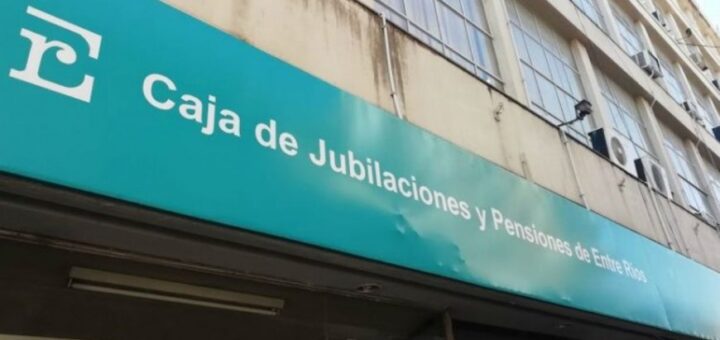 Caja de Jubilaciones y Pensiones de Entre Ríos